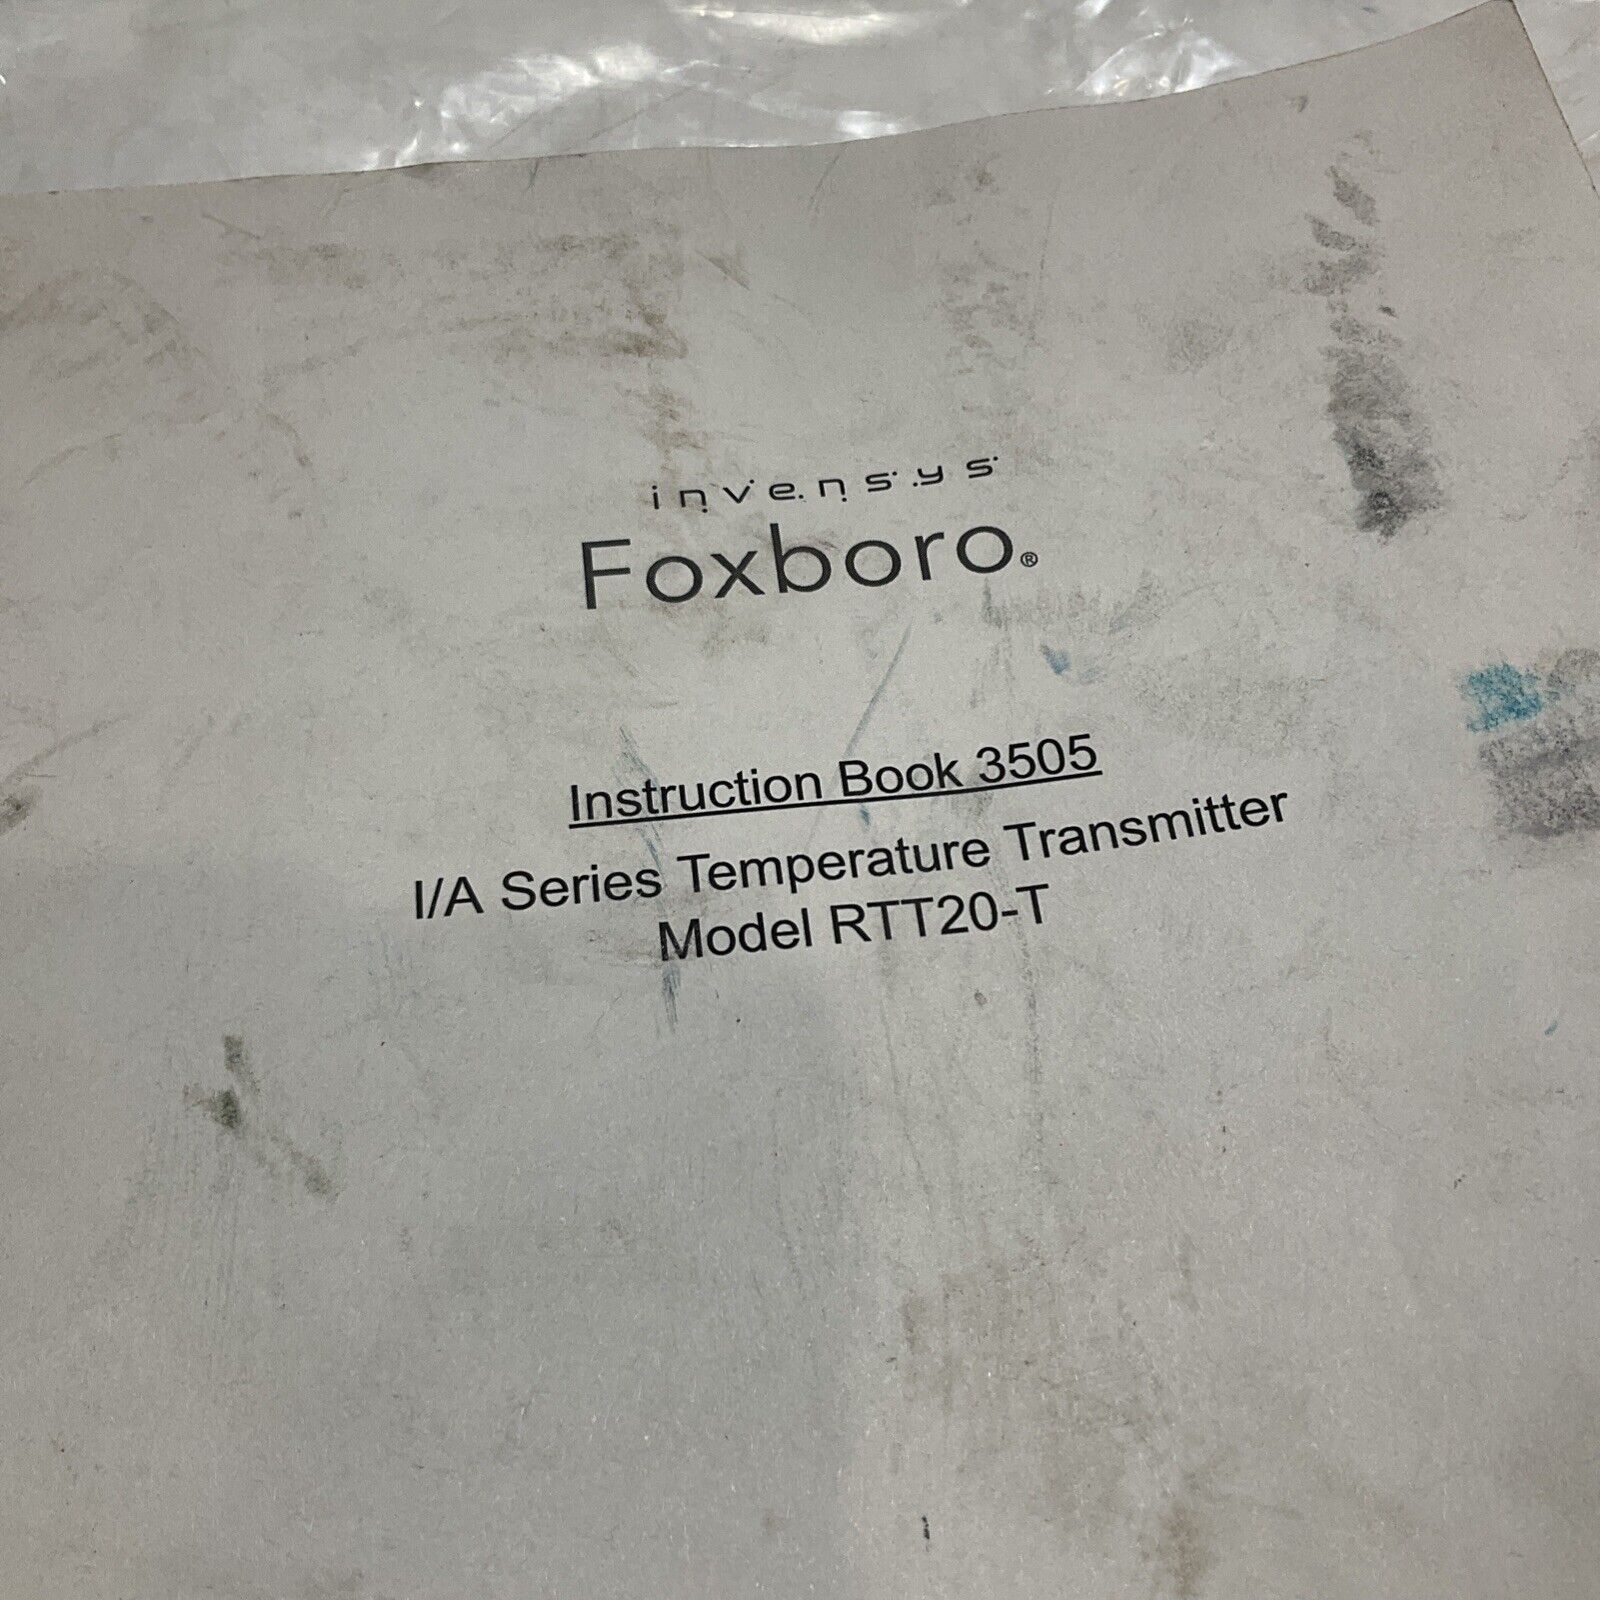 invensys
Foxboro®
Instruction Book 3505
I/A Series Temperature Transmitter
Model RTT20-T